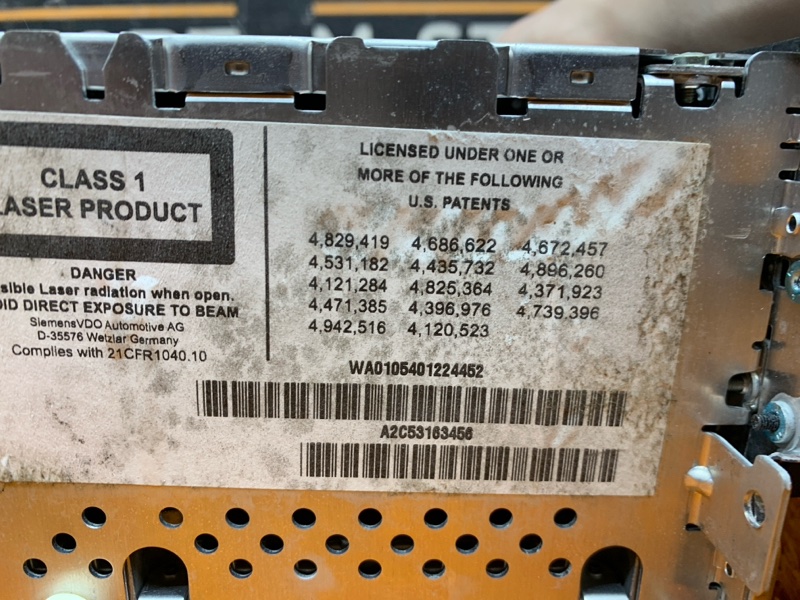 CLASS 1
LASER PRODUCT
DANGER
Laser radiation when open.
DIRECT EXPOSURE TO BEAM
SiemensVDO Automotive AG
D-35576 Wetzlar Germany
Complies with 21CFR1040.10
LICENSED UNDER ONE OR
MORE OF THE FOLLOWING
U.S. PATENTS
4,829,419 4,686,622 4,672,457
4,531,182 4,435,732 4,896,260
4,121,284 4,825,364 4,371,923
4,471,385 4,396,976 4,739,396
4,942,516 4,120,523
WA0105401224452
A2C53163456